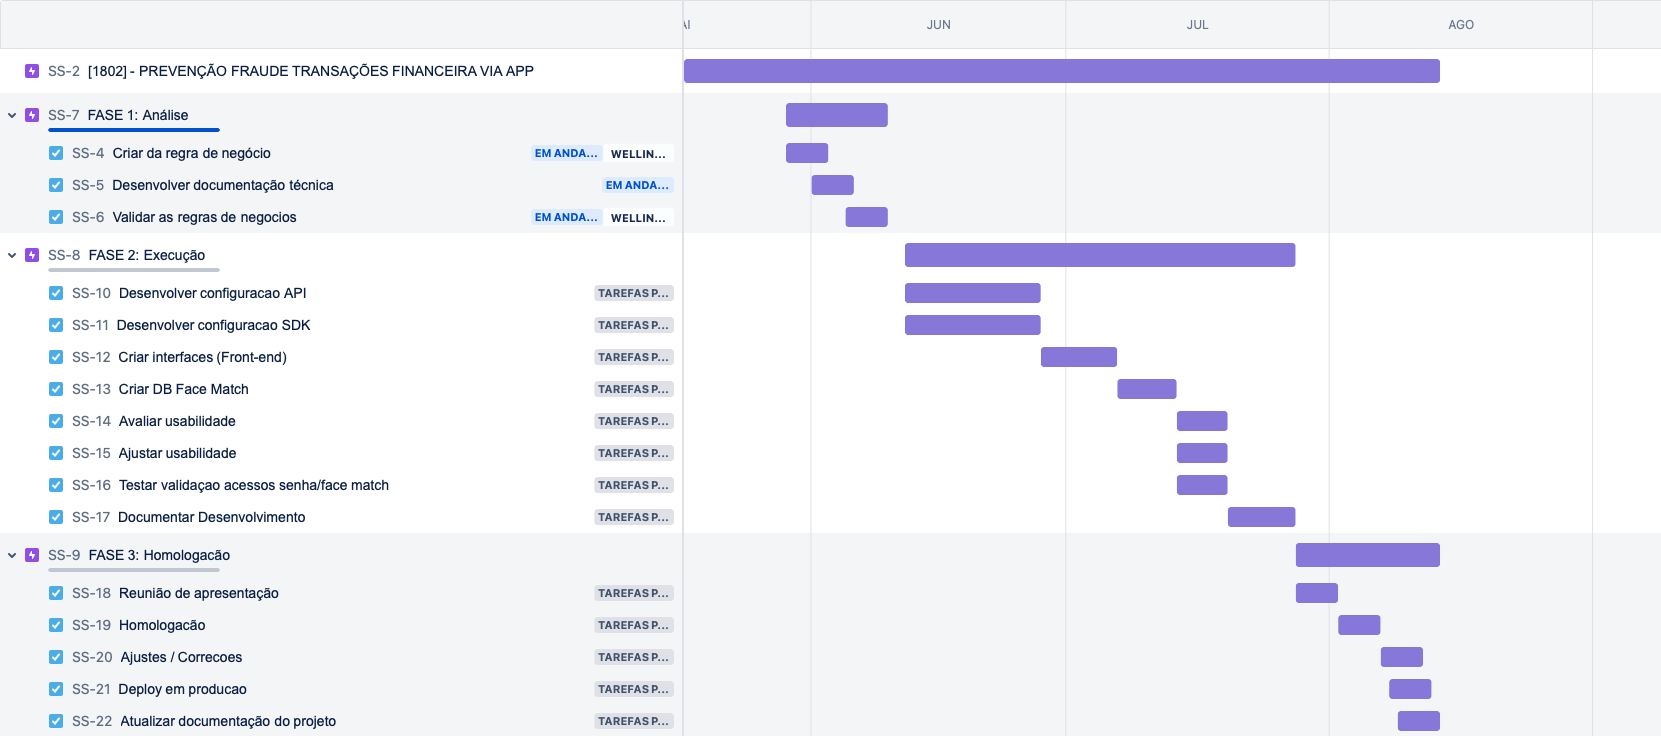 AI JUN JUL AGO
SS-2 [1802] - PREVENÇÃO FRAUDE TRANSAÇÕES FINANCEIRA VIA APP
SS-7 FASE 1: Análise
SS-4 Criar da regra de negócio EM ANDA... WELLIN...
SS-5 Desenvolver documentação técnica EM ANDA...
SS-6 Validar as regras de negocios EM ANDA... WELLIN...
SS-8 FASE 2: Execução
SS-10 Desenvolver configuracao API TAREFAS P...
SS-11 Desenvolver configuracao SDK TAREFAS P...
SS-12 Criar interfaces (Front-end) TAREFAS P...
SS-13 Criar DB Face Match TAREFAS P...
SS-14 Avaliar usabilidade TAREFAS P...
SS-15 Ajustar usabilidade TAREFAS P...
SS-16 Testar validaçao acessos senha/face match TAREFAS P...
SS-17 Documentar Desenvolvimento TAREFAS P...
SS-9 FASE 3: Homologacão
SS-18 Reunião de apresentação TAREFAS P...
SS-19 Homologacão TAREFAS P...
SS-20 Ajustes / Correcoes TAREFAS P...
SS-21 Deploy em producao TAREFAS P...
SS-22 Atualizar documentação do projeto TAREFAS P...